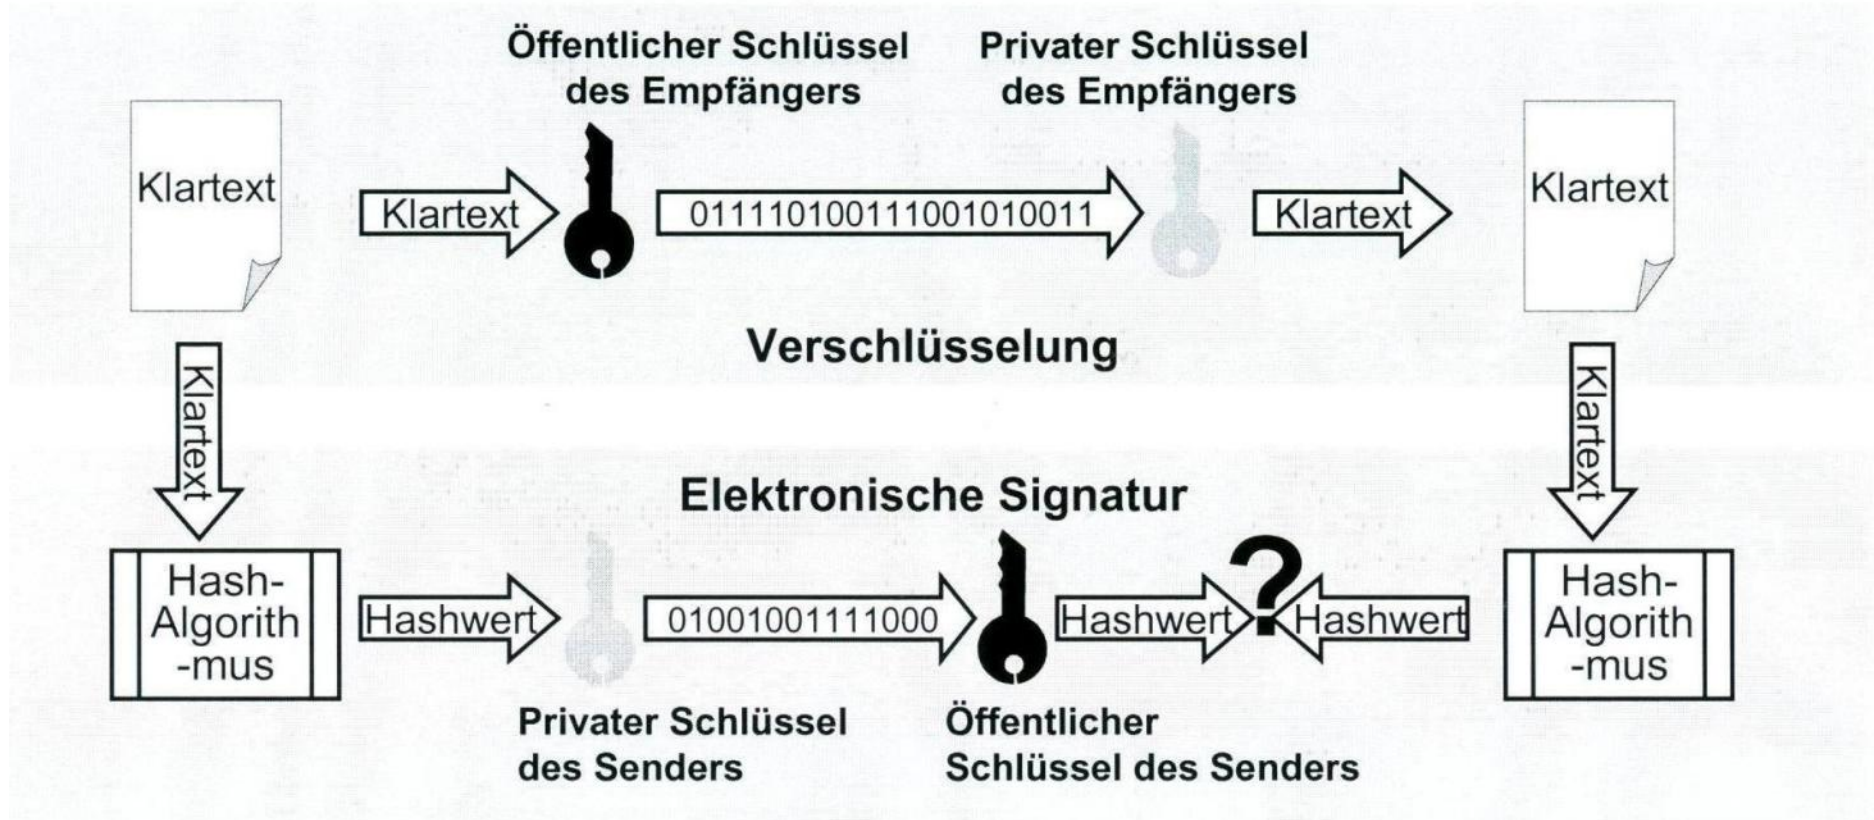 Öffentlicher Schlüssel
des Empfängers
Privater Schlüssel
des Empfängers
Klartext
Klartext
011110100111001010011
Klartext
Klartext
Verschlüsselung
Klartext
Klartext
Elektronische Signatur
Hash-
Algorith
-mus
Hashwert
01001001111000
Hashwert
?
Hashwert
Hash-
Algorith
-mus
Privater Schlüssel
des Senders
Öffentlicher
Schlüssel des Senders